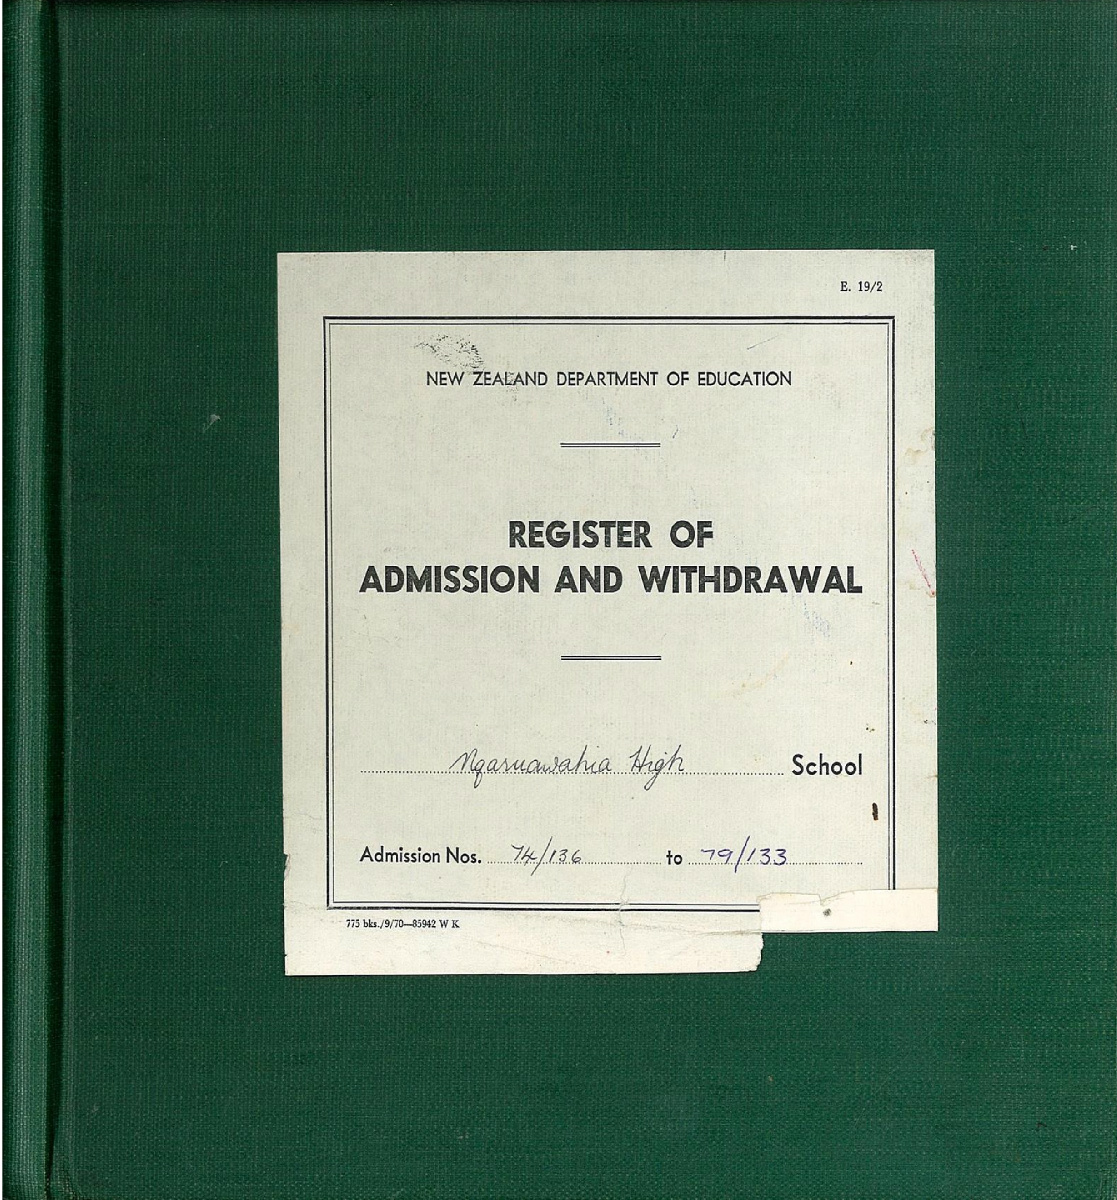 E. 19/2
NEW ZEALAND DEPARTMENT OF EDUCATION
REGISTER OF
ADMISSION AND WITHDRAWAL
Ngaruawahia High School
Admission Nos. 74/136 to 79/133
775 bks./9/70—85942 W K